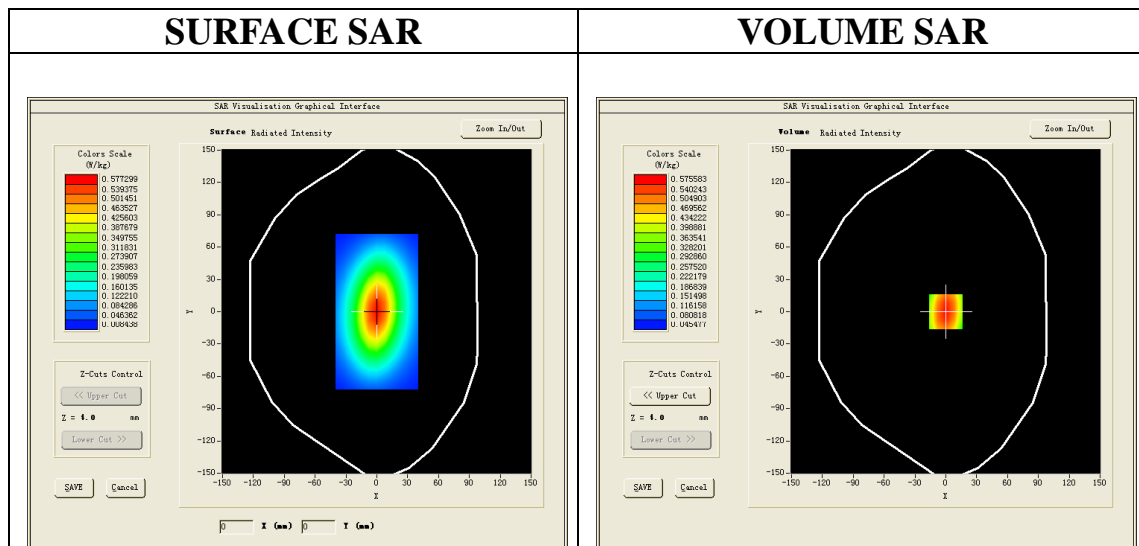 SURFACE SAR
VOLUME SAR
SAR Visualisation Graphical Interface
Surface Radiated Intensity
Zoom In/Out
Colors Scale
(W/kg)
0.577299
0.539375
0.501451
0.463527
0.425603
0.387679
0.349755
0.311831
0.273907
0.235983
0.198059
0.160135
0.122210
0.084286
0.046362
0.008438
150
120
90
60
30
Y 0
-30
-60
-90
-120
-150
-150 -120 -90 -60 -30 0 30 60 90 120 150
X
Z-Cuts Control
<< Upper Cut
Z = 4.0 mm
Lower Cut >>
SAVE Cancel
0 X (mm) 0 Y (mm)
SAR Visualisation Graphical Interface
Volume Radiated Intensity
Zoom In/Out
Colors Scale
(W/kg)
0.575583
0.540243
0.504903
0.469562
0.434222
0.398881
0.363541
0.328201
0.292860
0.257520
0.222179
0.186839
0.151498
0.116158
0.080818
0.045477
150
120
90
60
30
Y 0
-30
-60
-90
-120
-150
-150 -120 -90 -60 -30 0 30 60 90 120 150
X
Z-Cuts Control
<< Upper Cut
Z = 4.0 mm
Lower Cut >>
SAVE Cancel